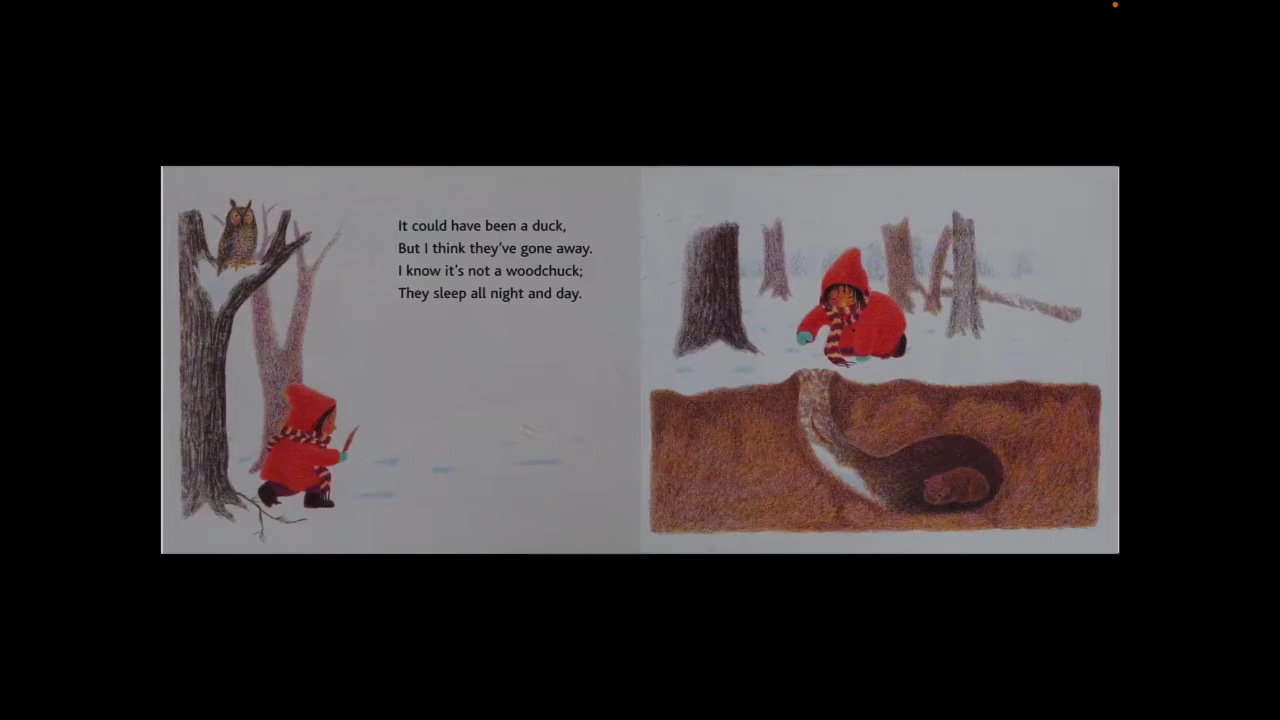 It could have been a duck,
But I think they've gone away.
I know it's not a woodchuck;
They sleep all night and day.